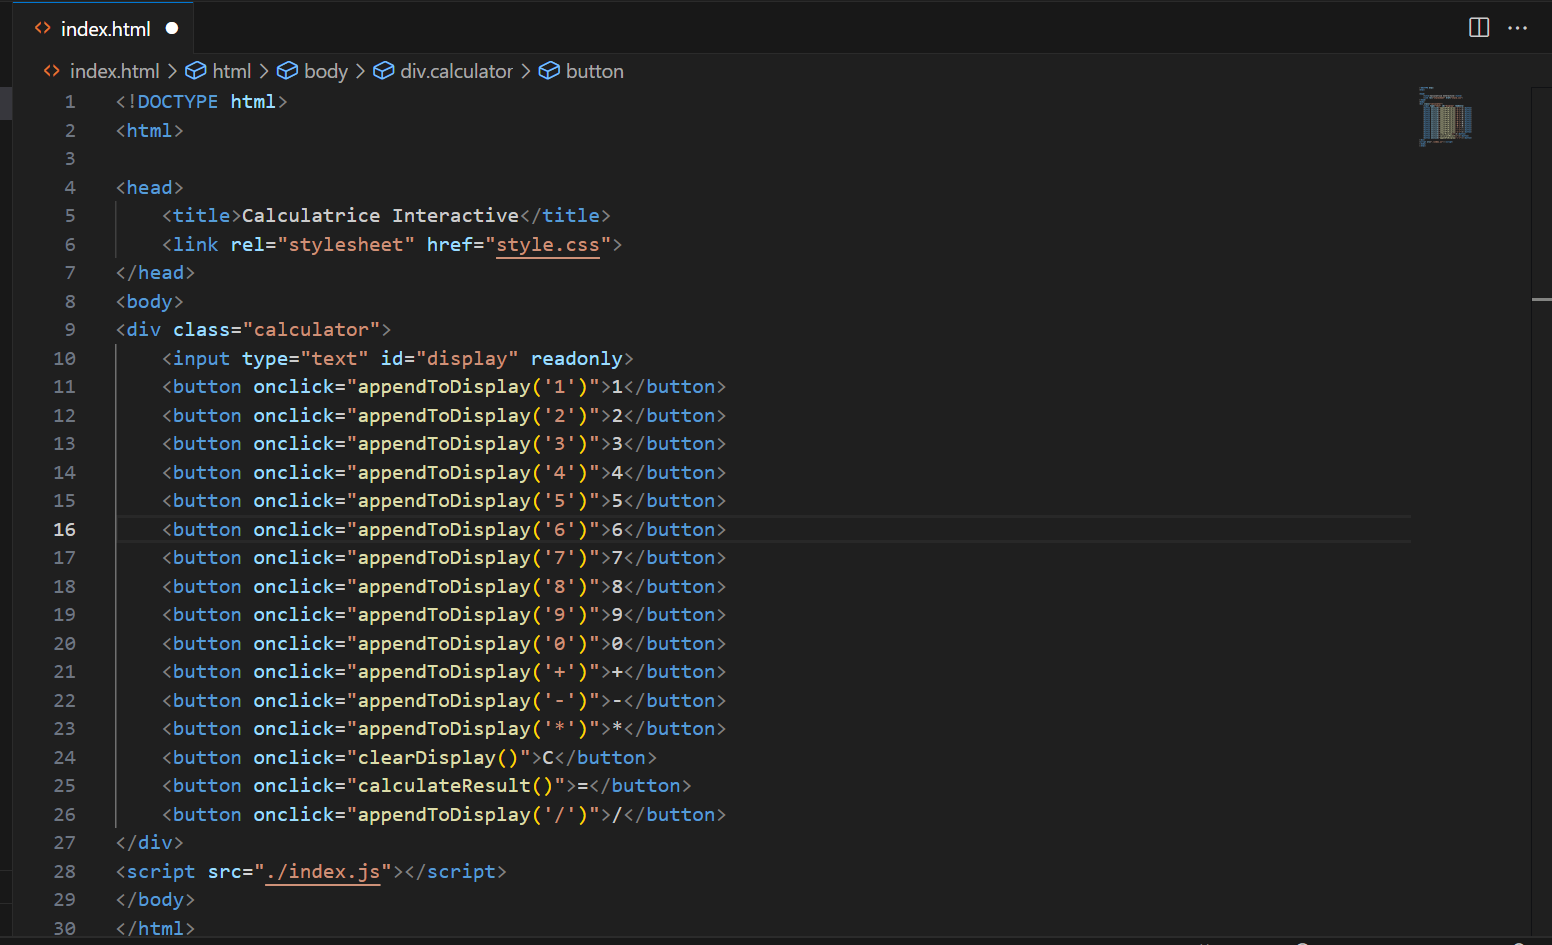 index.html
index.html > html > body > div.calculator > button
1 <!DOCTYPE html>
2 <html>
3
4 <head>
5 <title>Calculatrice Interactive</title>
6 <link rel="stylesheet" href="style.css">
7 </head>
8 <body>
9 <div class="calculator">
10 <input type="text" id="display" readonly>
11 <button onclick="appendToDisplay('1')">1</button>
12 <button onclick="appendToDisplay('2')">2</button>
13 <button onclick="appendToDisplay('3')">3</button>
14 <button onclick="appendToDisplay('4')">4</button>
15 <button onclick="appendToDisplay('5')">5</button>
16 <button onclick="appendToDisplay('6')">6</button>
17 <button onclick="appendToDisplay('7')">7</button>
18 <button onclick="appendToDisplay('8')">8</button>
19 <button onclick="appendToDisplay('9')">9</button>
20 <button onclick="appendToDisplay('0')">0</button>
21 <button onclick="appendToDisplay('+')">+</button>
22 <button onclick="appendToDisplay('-')">-</button>
23 <button onclick="appendToDisplay('*')">*</button>
24 <button onclick="clearDisplay()">C</button>
25 <button onclick="calculateResult()">=</button>
26 <button onclick="appendToDisplay('/')">/</button>
27 </div>
28 <script src="./index.js"></script>
29 </body>
30 </html>